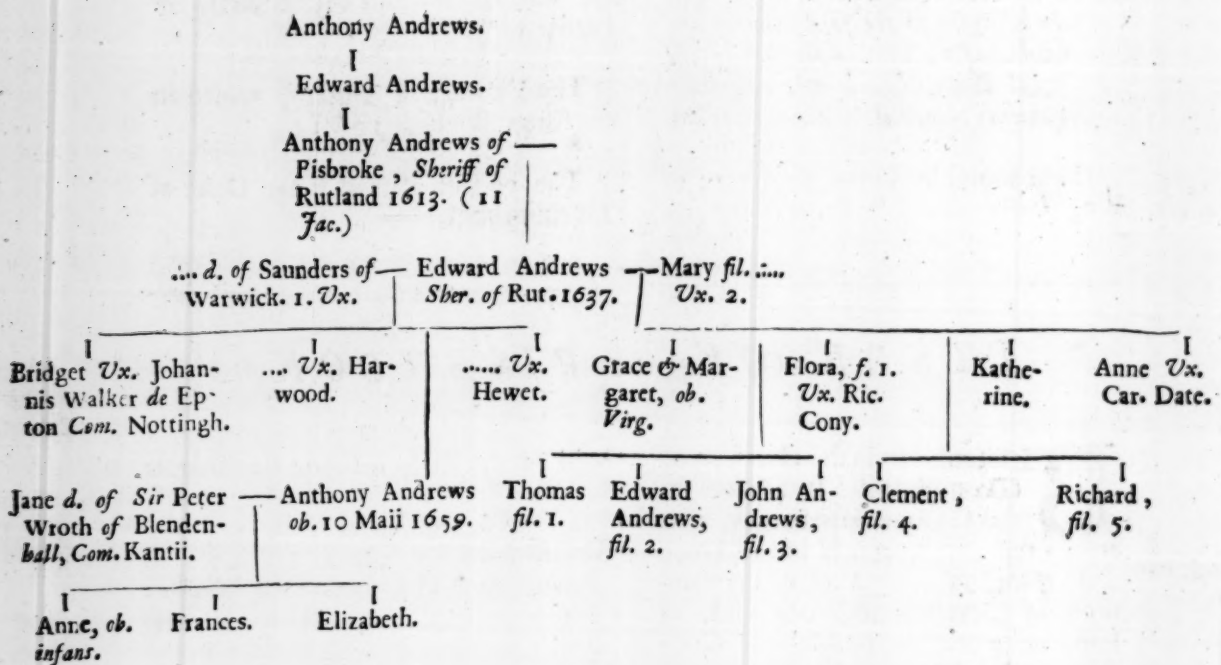 Anthony Andrews.
Edward Andrews.
Anthony Andrews of
Pisbroke, Sheriff of
Rutland 1613. (11
Jac.)
.:... d. of Saunders of
Warwick. 1. Ux.
Edward Andrews
Sher. of Rut. 1637.
Mary fil. .:...
Ux. 2.
Bridget Ux. Johan-
nis Walker de Ep-
ton Com. Nottingh.
... Ux. Har-
wood.
...... Ux.
Hewet.
Grace & Mar-
garet, ob.
Virg.
Flora, f. 1.
Ux. Ric.
Cony.
Kathe-
rine.
Anne Ux.
Car. Date.
Jane d. of Sir Peter
Wroth of Blenden-
hall, Com. Kantii.
Anthony Andrews
ob. 10 Maii 1659.
Thomas
fil. 1.
Edward
Andrews,
fil. 2.
John An-
drews,
fil. 3.
Clement,
fil. 4.
Richard,
fil. 5.
Anne, ob.
infans.
Frances.
Elizabeth.